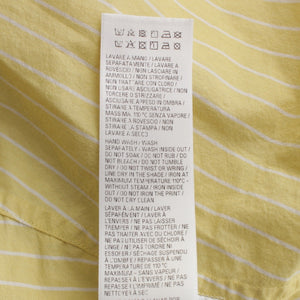 LAVARE A MANO / LAVARE
SEPARATAMENTE / LAVARE A
ROVESCIO / NON LASCIARE IN
AMMOLLO / NON STROFINARE /
NON TRATTARE CON CLORO /
NON USARE ASCIUGATRICE / NON
TORCERE O STRIZZARE /
ASCIUGARE APPESO IN OMBRA /
STIRARE A TEMPERATURA
MASSIMA 110°C SENZA VAPORE /
STIRARE A ROVESCIO / NON
STIRARE LA STAMPA / NON
LAVARE A SECCO
HAND WASH / WASH
SEPARATELY / WASH INSIDE OUT /
DO NOT SOAK / DO NOT RUB / DO
NOT BLEACH / DO NOT TUMBLE
DRY / DO NOT TWIST OR WRING /
LINE DRY IN THE SHADE / IRON AT
MAXIMUM TEMPERATURE 110°C
WITHOUT STEAM / IRON INSIDE
OUT / DO NOT IRON PRINT / DO
NOT DRY CLEAN
LAVER À LA MAIN / LAVER
SÉPARÉMENT / LAVER À
L'ENVERS / NE PAS LAISSER
TREMPER / NE PAS FROTTER / NE
PAS TRAITER AVEC DU CHLORE /
NE PAS UTILISER DE SÉCHOIR À
LINGE / NE PAS TORDRE NI
ESSORER / SÉCHAGE SUSPENDU
À L'OMBRE / REPASSER À UNE
TEMPÉRATURE DE 110°C
MAXIMUM / SANS VAPEUR /
REPASSER À L'ENVERS / NE PAS
REPASSER L'IMPRESSION / NE
PAS NETTOYER À SEC